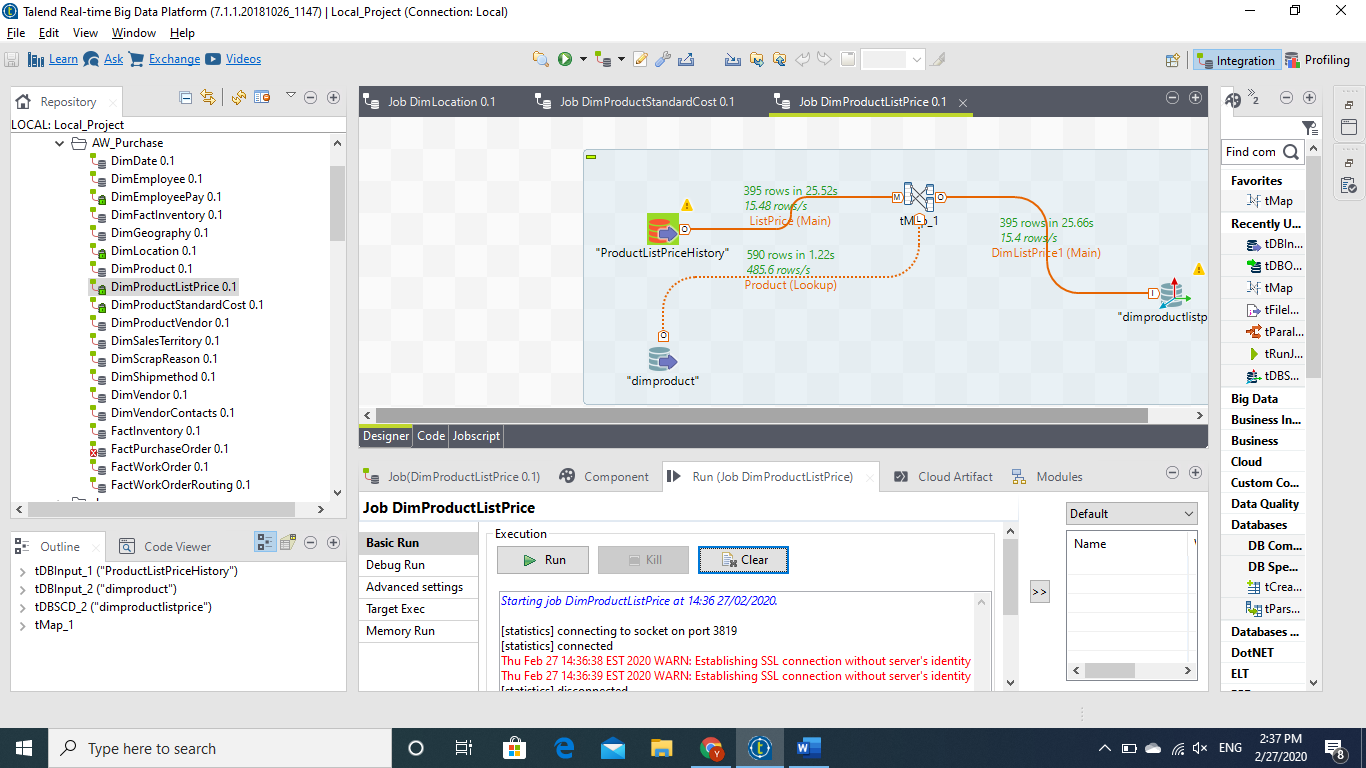 Talend Real-time Big Data Platform (7.1.1.20181026_1147) | Local_Project (Connection: Local)
File Edit View Window Help
Learn Ask Exchange Videos
Integration Profiling
Repository
LOCAL: Local_Project
AW_Purchase
DimDate 0.1
DimEmployee 0.1
DimEmployeePay 0.1
DimFactInventory 0.1
DimGeography 0.1
DimLocation 0.1
DimProduct 0.1
DimProductListPrice 0.1
DimProductStandardCost 0.1
DimProductVendor 0.1
DimSalesTerritory 0.1
DimScrapReason 0.1
DimShipmethod 0.1
DimVendor 0.1
DimVendorContacts 0.1
FactInventory 0.1
FactPurchaseOrder 0.1
FactWorkOrder 0.1
FactWorkOrderRouting 0.1
Outline Code Viewer
tDBInput_1 ("ProductListPriceHistory")
tDBInput_2 ("dimproduct")
tDBSCD_2 ("dimproductlistprice")
tMap_1
Job DimLocation 0.1 Job DimProductStandardCost 0.1 Job DimProductListPrice 0.1
395 rows in 25.52s
15.48 rows/s
ListPrice (Main)
"ProductListPriceHistory"
tMap_1
395 rows in 25.66s
15.4 rows/s
DimListPrice1 (Main)
590 rows in 1.22s
485.6 rows/s
Product (Lookup)
"dimproductlistp
"dimproduct"
Designer Code Jobscript
Job(DimProductListPrice 0.1) Component Run (Job DimProductListPrice) Cloud Artifact Modules
Job DimProductListPrice
Basic Run
Debug Run
Advanced settings
Target Exec
Memory Run
Execution
Run Kill Clear
Starting job DimProductListPrice at 14:36 27/02/2020.
[statistics] connecting to socket on port 3819
[statistics] connected
Thu Feb 27 14:36:38 EST 2020 WARN: Establishing SSL connection without server's identity
Thu Feb 27 14:36:39 EST 2020 WARN: Establishing SSL connection without server's identity
[statistics] disconnected
>>
Default
Name
Find com
Favorites
tMap
Recently U...
tDBIn...
tDBO...
tMap
tFileI...
tParal...
tRunJ...
tDBS...
Big Data
Business In...
Business
Cloud
Custom Co...
Data Quality
Databases
DB Com...
DB Spe...
tCrea...
tPars...
Databases ...
DotNET
ELT
Type here to search
ENG
2:37 PM
2/27/2020
8